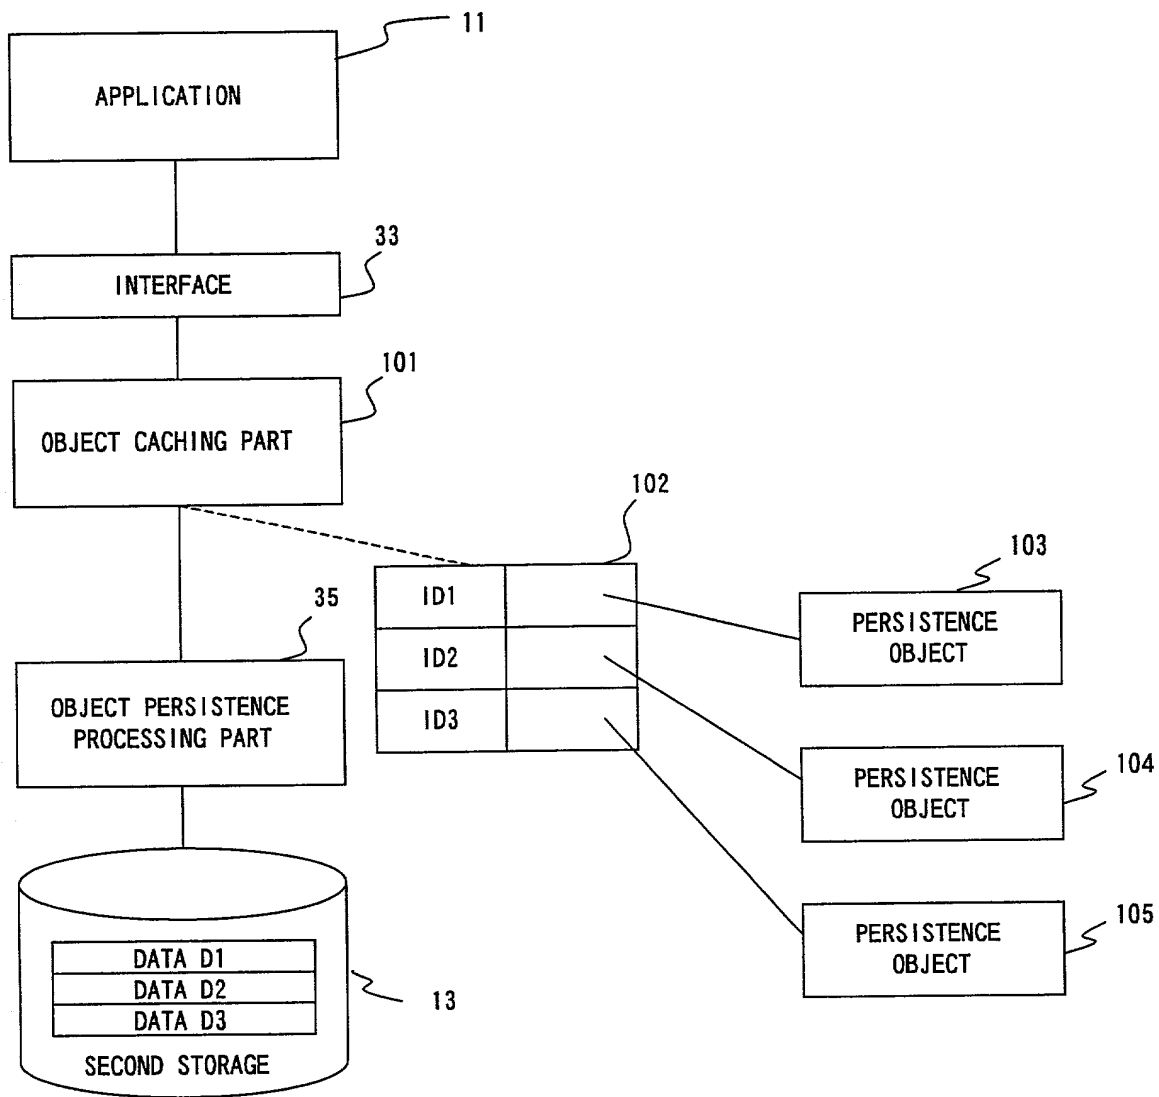 11
APPLICATION
33
INTERFACE
101
OBJECT CACHING PART
102
ID1
ID2
ID3
103
PERSISTENCE
OBJECT
35
OBJECT PERSISTENCE
PROCESSING PART
104
PERSISTENCE
OBJECT
105
PERSISTENCE
OBJECT
DATA D1
DATA D2
DATA D3
13
SECOND STORAGE